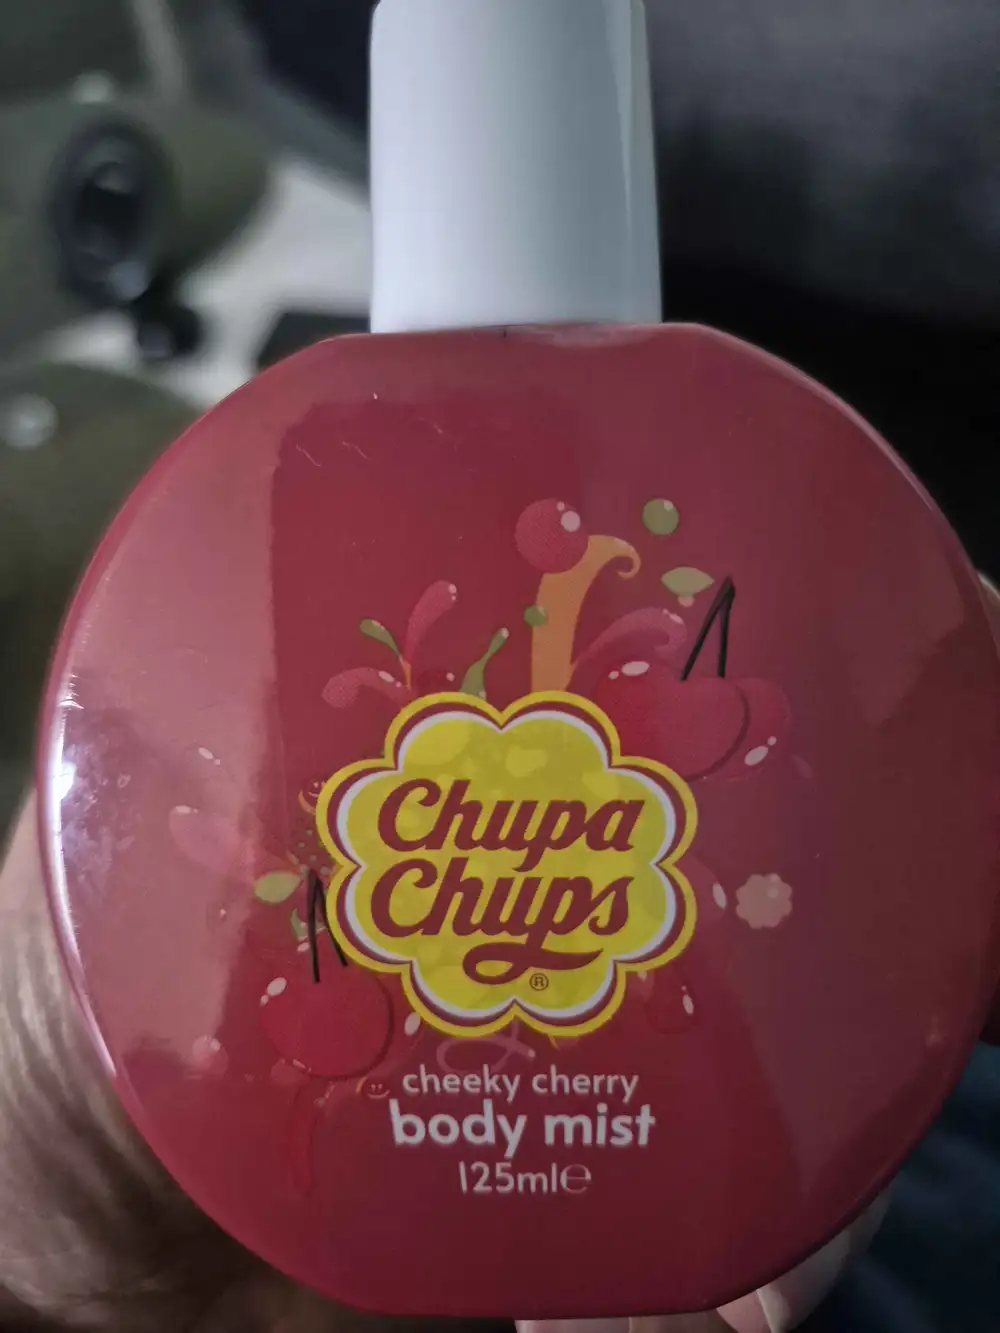 Chupa
Chups
®
cheeky cherry
body mist
125ml℮